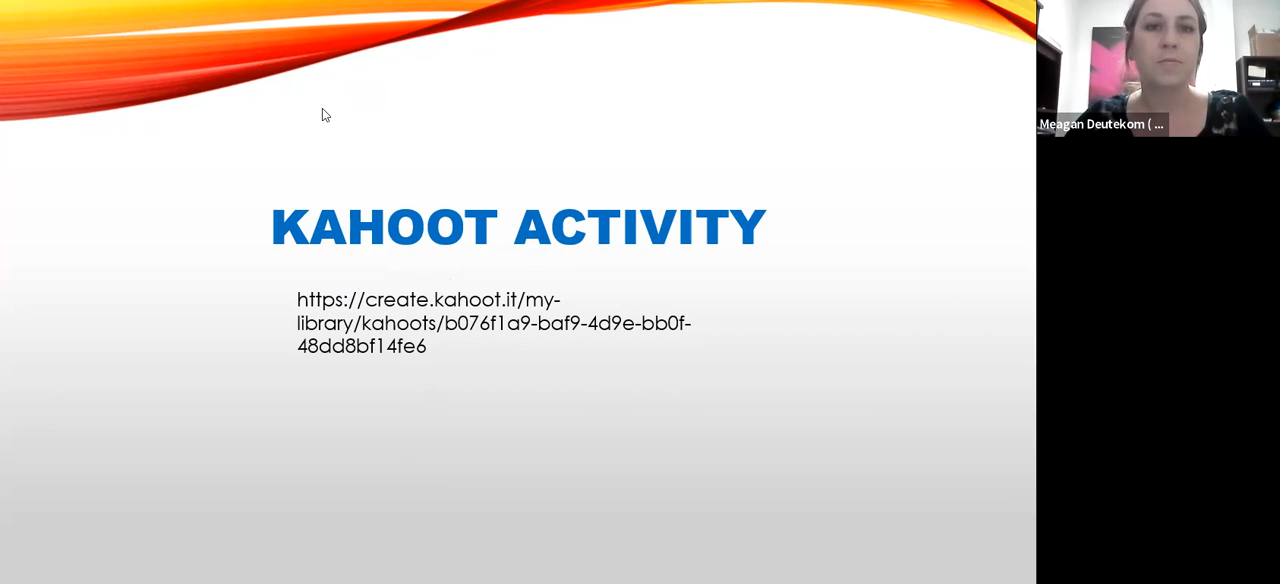 KAHOOT ACTIVITY
https://create.kahoot.it/my-
library/kahoots/b076f1a9-baf9-4d9e-bb0f-
48dd8bf14fe6
Meagan Deutekom ( ...